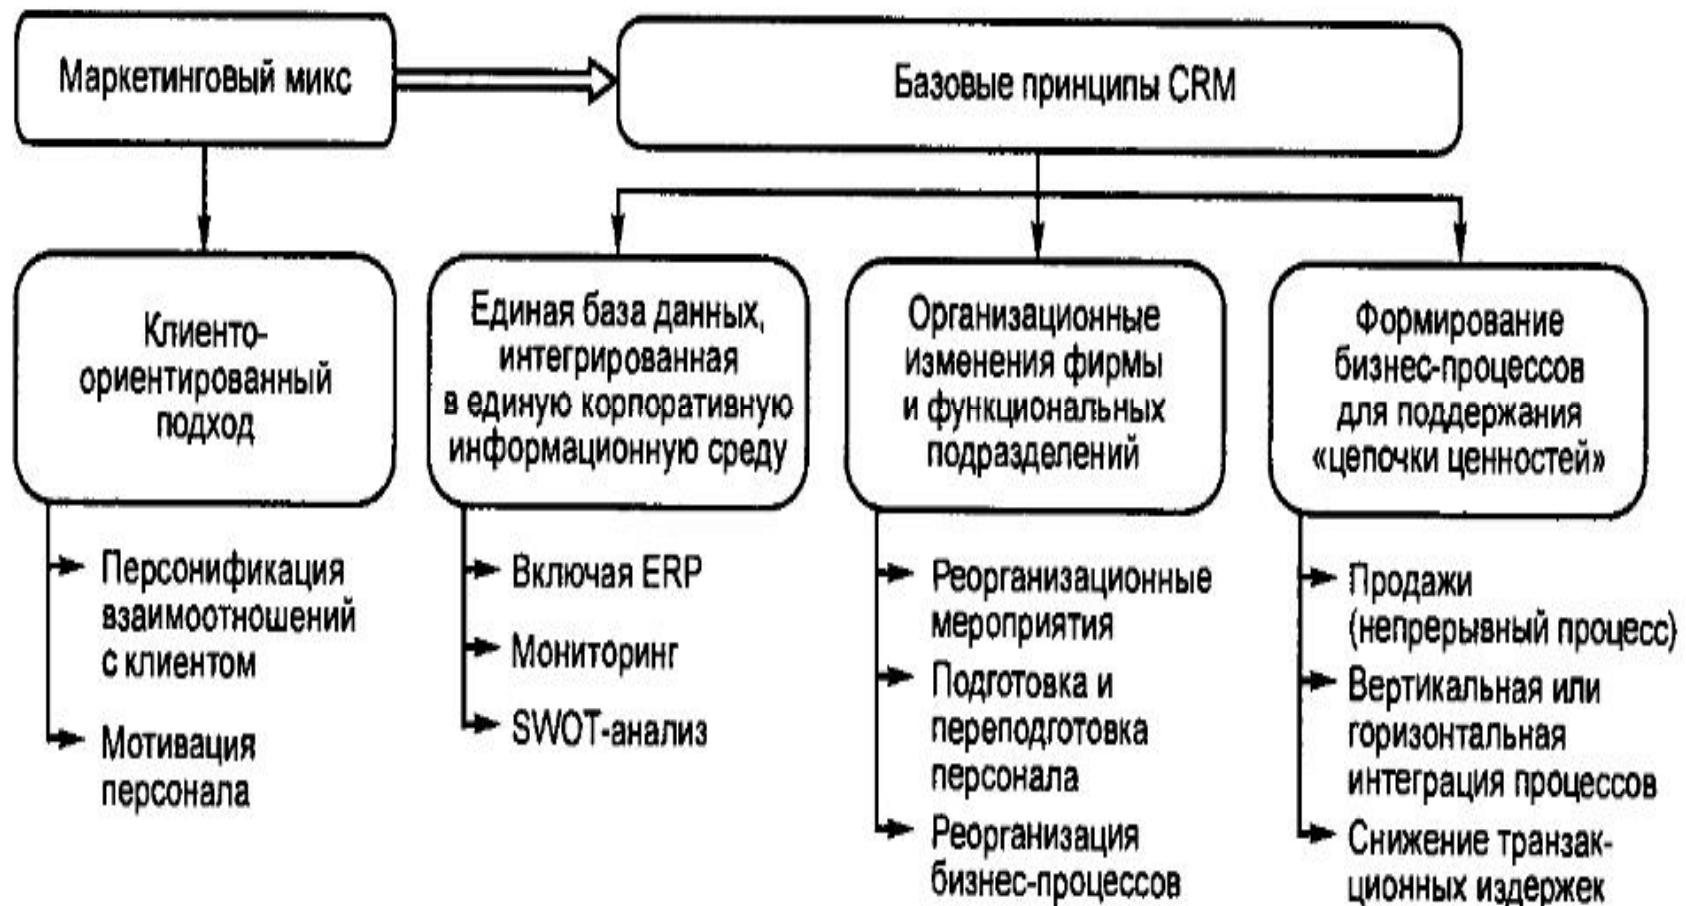 Маркетинговый микс
Базовые принципы CRM
Клиенто-
ориентированный
подход
Персонификация
взаимоотношений
с клиентом
Мотивация
персонала
Единая база данных,
интегрированная
в единую корпоративную
информационную среду
Включая ERP
Мониторинг
SWOT-анализ
Организационные
изменения фирмы
и функциональных
подразделений
Реорганизационные
мероприятия
Подготовка и
переподготовка
персонала
Реорганизация
бизнес-процессов
Формирование
бизнес-процессов
для поддержания
«цепочки ценностей»
Продажи
(непрерывный процесс)
Вертикальная или
горизонтальная
интеграция процессов
Снижение транзак-
ционных издержек